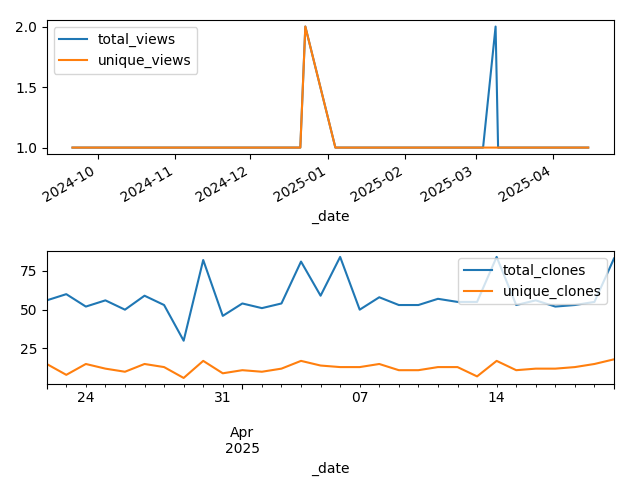 2.0
total_views
unique_views
1.5
1.0
2024-10
2024-11
2024-12
2025-01
2025-02
2025-03
2025-04
_date
75
total_clones
50
unique_clones
25
24
31
07
14
Apr
2025
_date